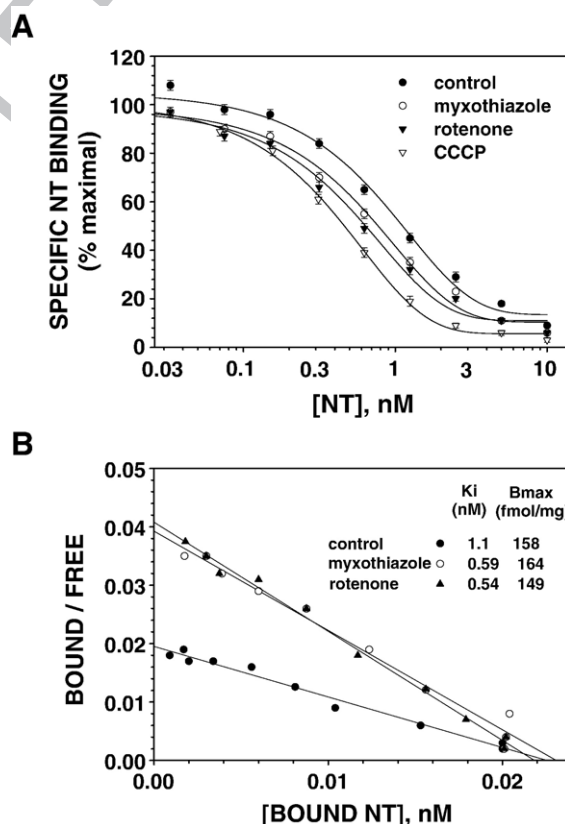 A
SPECIFIC NT BINDING
(% maximal)
120
100
80
60
40
20
0
control
myxothiazole
rotenone
CCCP
0.03 0.1 0.3 1 3 10
[NT], nM
B
BOUND / FREE
0.05
0.04
0.03
0.02
0.01
0.00
Ki Bmax
(nM) (fmol/mg)
control 1.1 158
myxothiazole 0.59 164
rotenone 0.54 149
0.00 0.01 0.02
[BOUND NT], nM